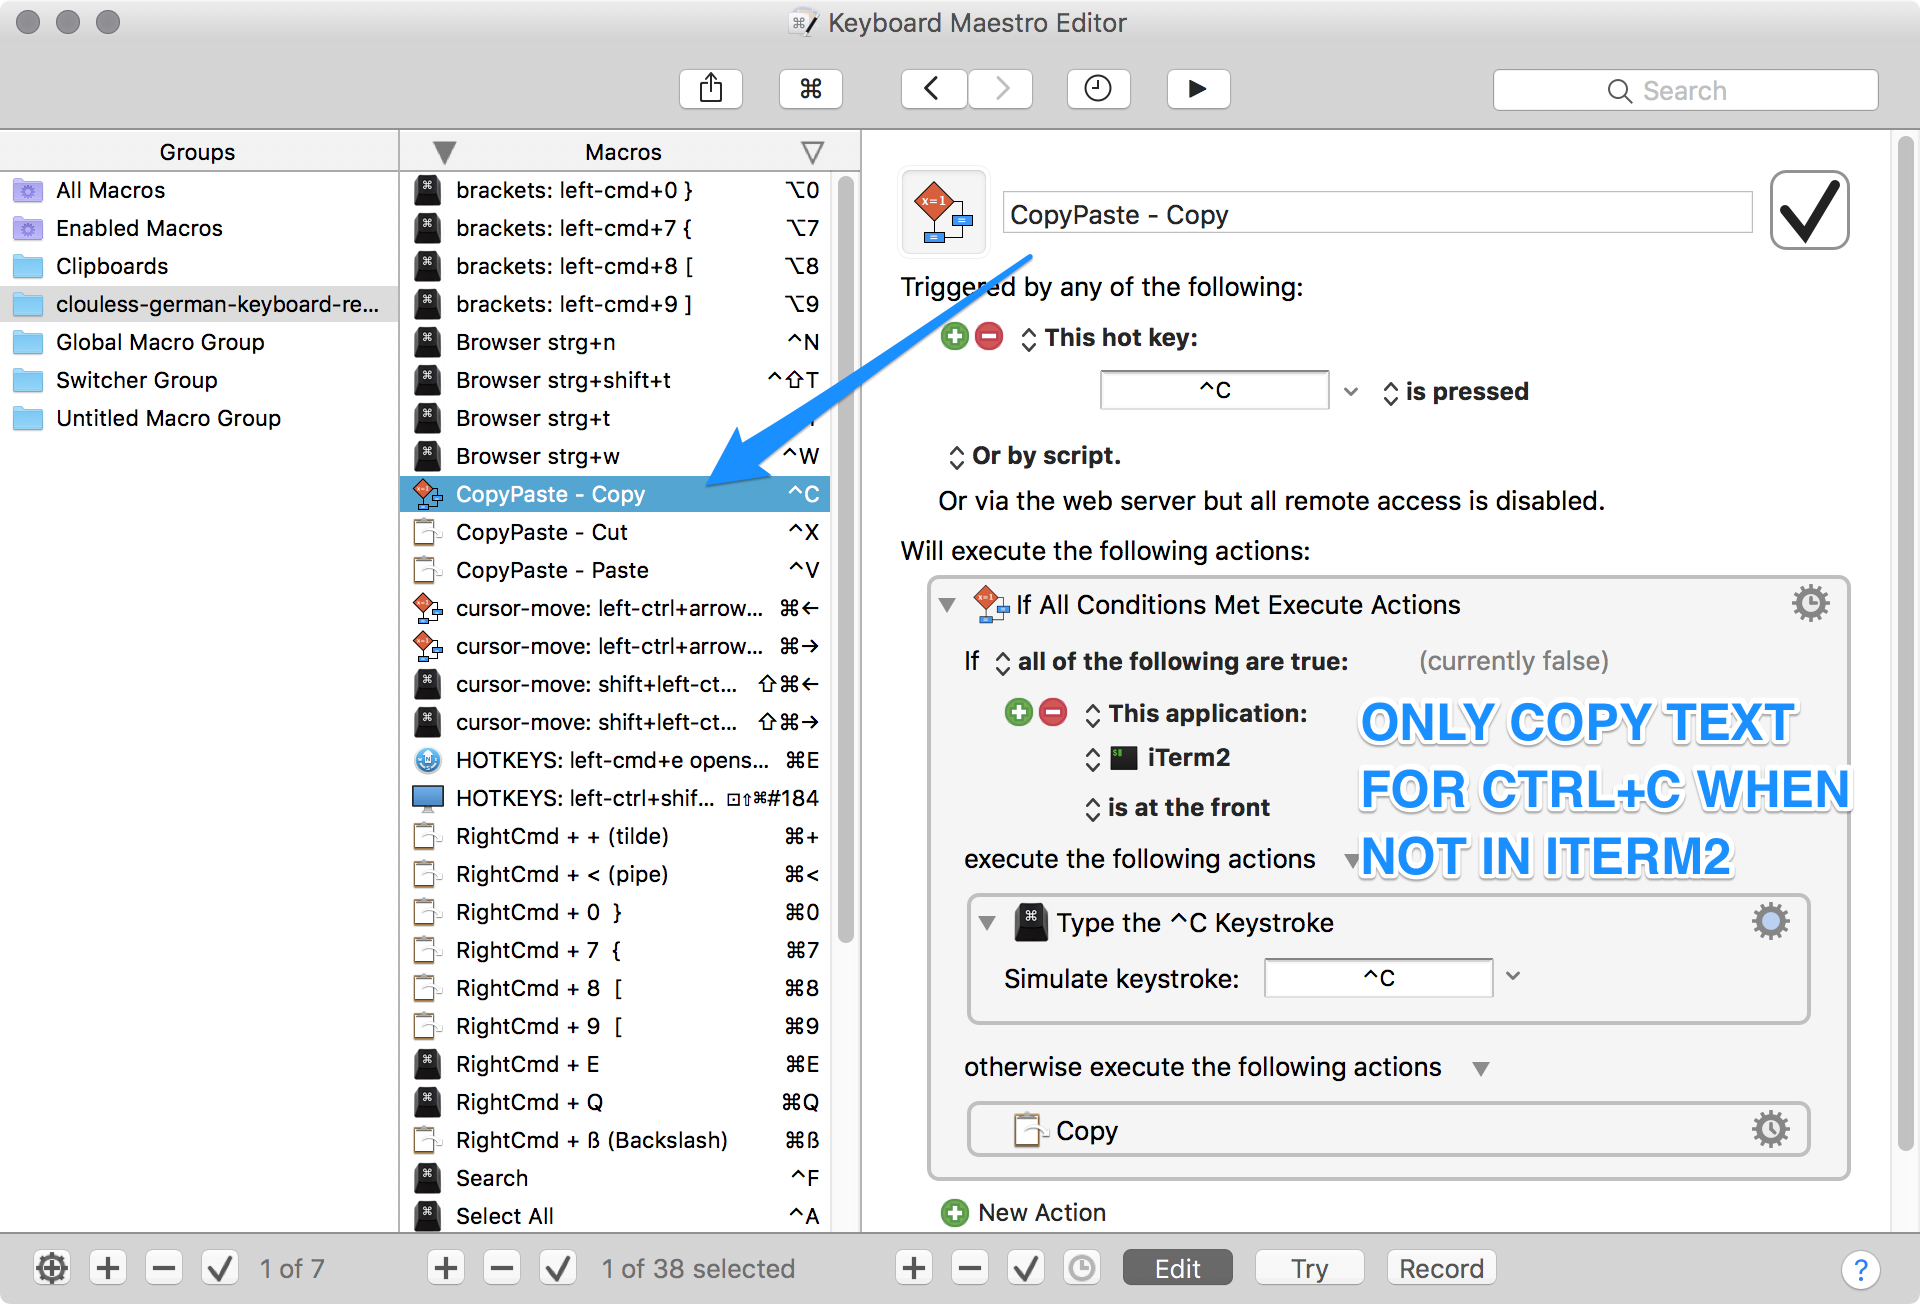 Keyboard Maestro Editor
Search
Groups
All Macros
Enabled Macros
Clipboards
clouless-german-keyboard-re...
Global Macro Group
Switcher Group
Untitled Macro Group
Macros
brackets: left-cmd+0 } ⌥0
brackets: left-cmd+7 { ⌥7
brackets: left-cmd+8 [ ⌥8
brackets: left-cmd+9 ] ⌥9
Browser strg+n ^N
Browser strg+shift+t ^⇧T
Browser strg+t
Browser strg+w ^W
CopyPaste - Copy ^C
CopyPaste - Cut ^X
CopyPaste - Paste ^V
cursor-move: left-ctrl+arrow... ⌘←
cursor-move: left-ctrl+arrow... ⌘→
cursor-move: shift+left-ct... ⇧⌘←
cursor-move: shift+left-ct... ⇧⌘→
HOTKEYS: left-cmd+e opens... ⌘E
HOTKEYS: left-ctrl+shif... ⊡⇧⌘#184
RightCmd + + (tilde) ⌘+
RightCmd + < (pipe) ⌘<
RightCmd + 0 } ⌘0
RightCmd + 7 { ⌘7
RightCmd + 8 [ ⌘8
RightCmd + 9 [ ⌘9
RightCmd + E ⌘E
RightCmd + Q ⌘Q
RightCmd + ß (Backslash) ⌘ß
Search ^F
Select All ^A
CopyPaste - Copy
Triggered by any of the following:
This hot key:
^C is pressed
Or by script.
Or via the web server but all remote access is disabled.
Will execute the following actions:
If All Conditions Met Execute Actions
If all of the following are true: (currently false)
This application:
iTerm2
is at the front
ONLY COPY TEXT
FOR CTRL+C WHEN
NOT IN ITERM2
execute the following actions
Type the ^C Keystroke
Simulate keystroke: ^C
otherwise execute the following actions
Copy
New Action
1 of 7
1 of 38 selected
Edit
Try
Record
?